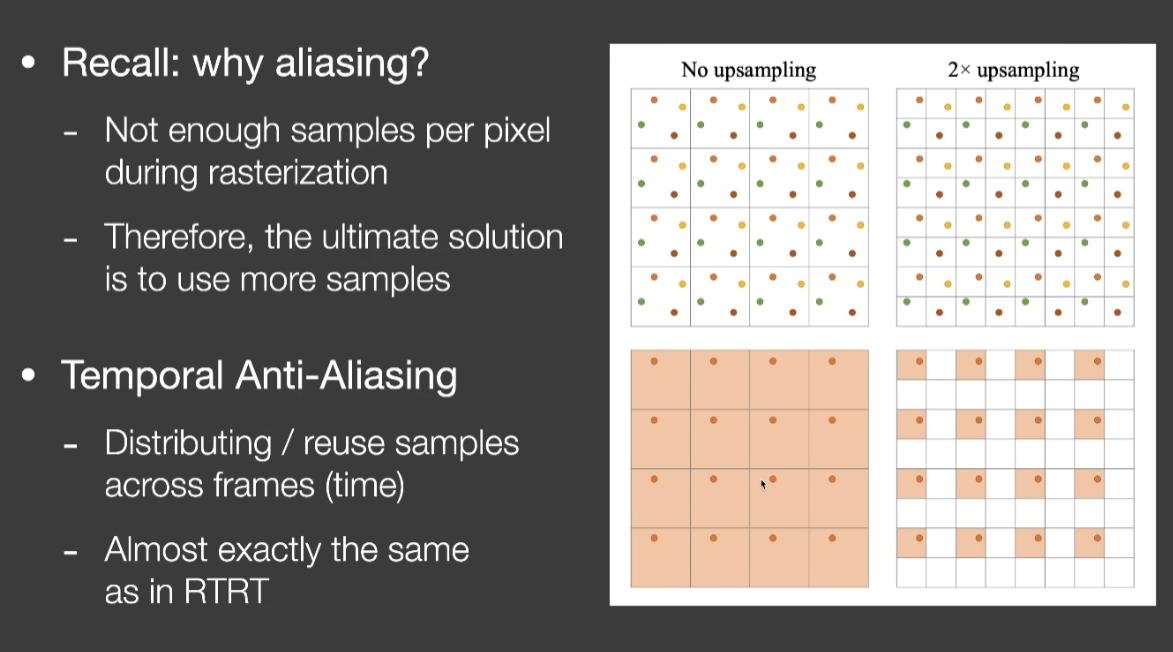 • Recall: why aliasing?
- Not enough samples per pixel
during rasterization
- Therefore, the ultimate solution
is to use more samples
• Temporal Anti-Aliasing
- Distributing / reuse samples
across frames (time)
- Almost exactly the same
as in RTRT
No upsampling
2× upsampling